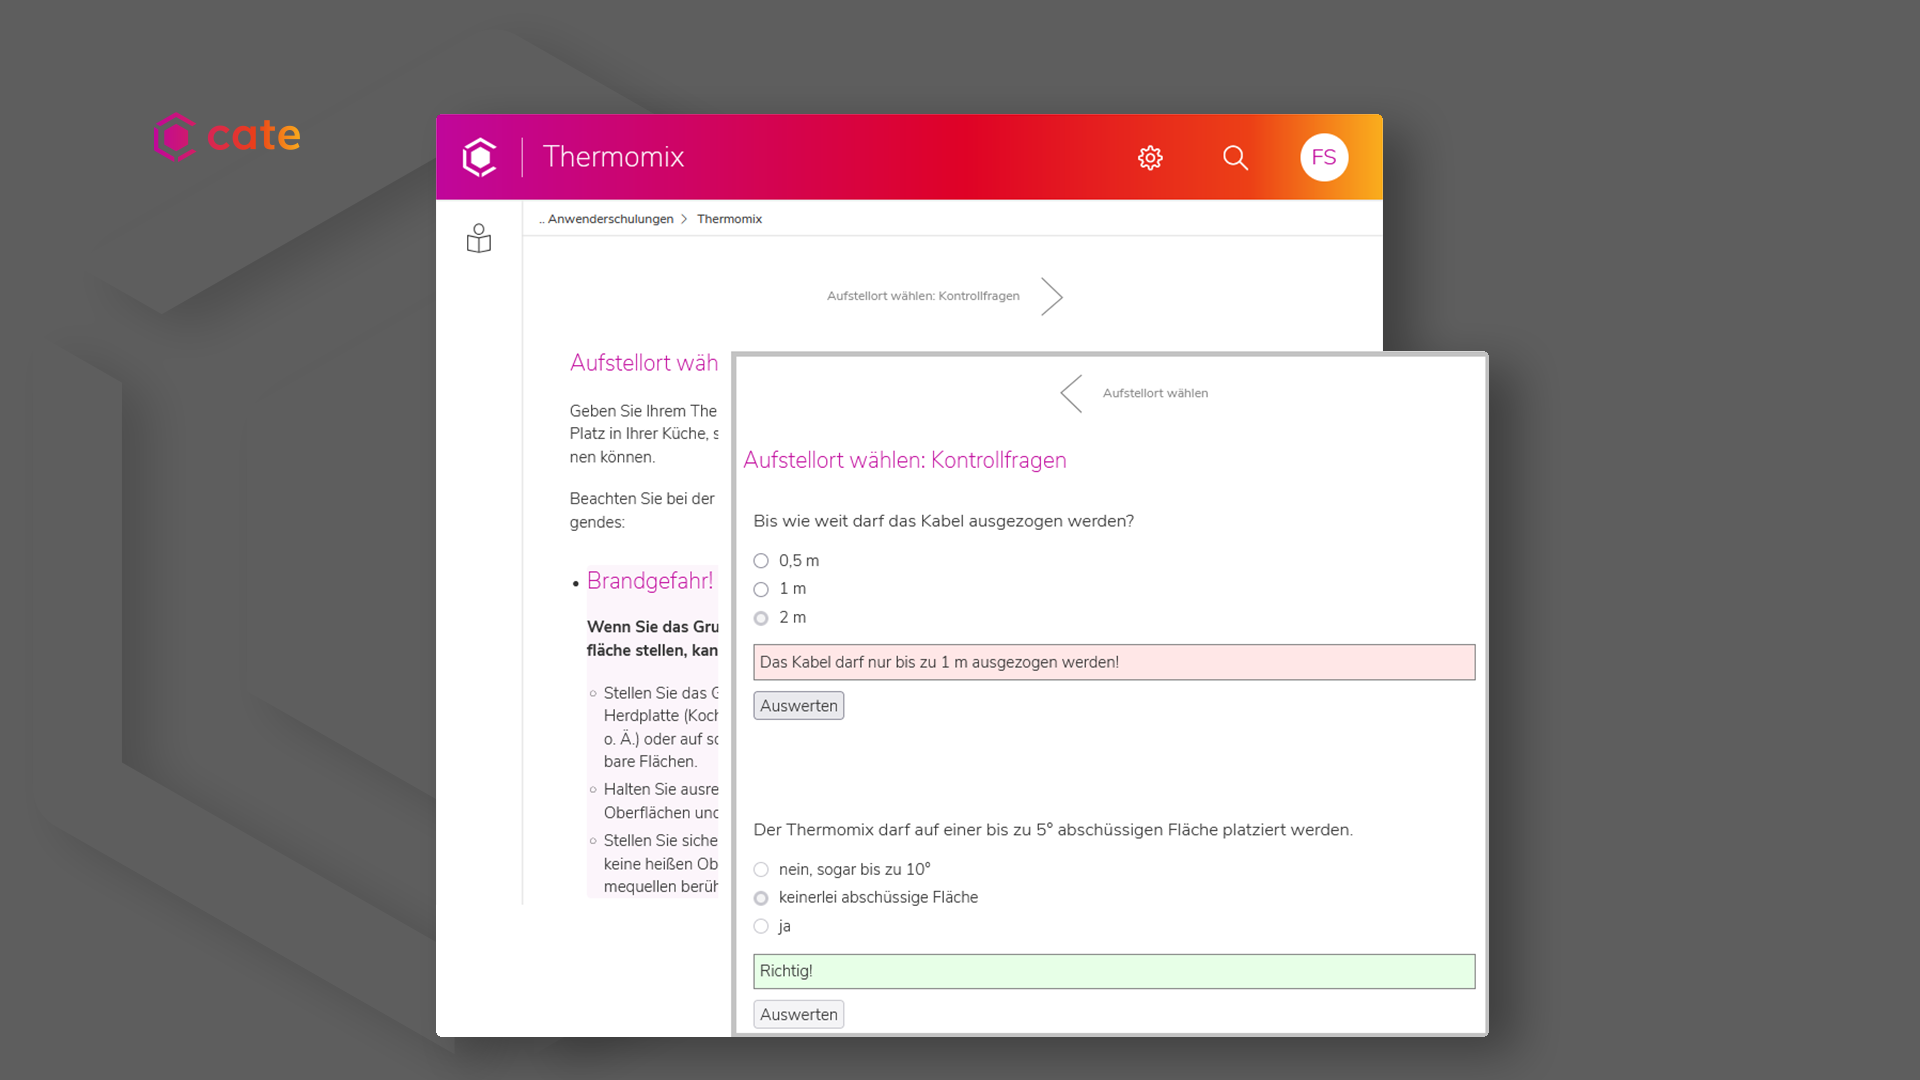 cate
Thermomix
FS
.. Anwenderschulungen > Thermomix
Aufstellort wählen: Kontrollfragen
Aufstellort wäh
Geben Sie Ihrem The
Platz in Ihrer Küche, s
nen können.
Beachten Sie bei der
gendes:
• Brandgefahr!
Wenn Sie das Gru
fläche stellen, kan
Stellen Sie das G
Herdplatte (Koch
o. Ä.) oder auf so
bare Flächen.
Halten Sie ausre
Oberflächen und
Stellen Sie siche
keine heißen Ob
mequellen berüh
Aufstellort wählen
Aufstellort wählen: Kontrollfragen
Bis wie weit darf das Kabel ausgezogen werden?
0,5 m
1 m
2 m
Das Kabel darf nur bis zu 1 m ausgezogen werden!
Auswerten
Der Thermomix darf auf einer bis zu 5° abschüssigen Fläche platziert werden.
nein, sogar bis zu 10°
keinerlei abschüssige Fläche
ja
Richtig!
Auswerten